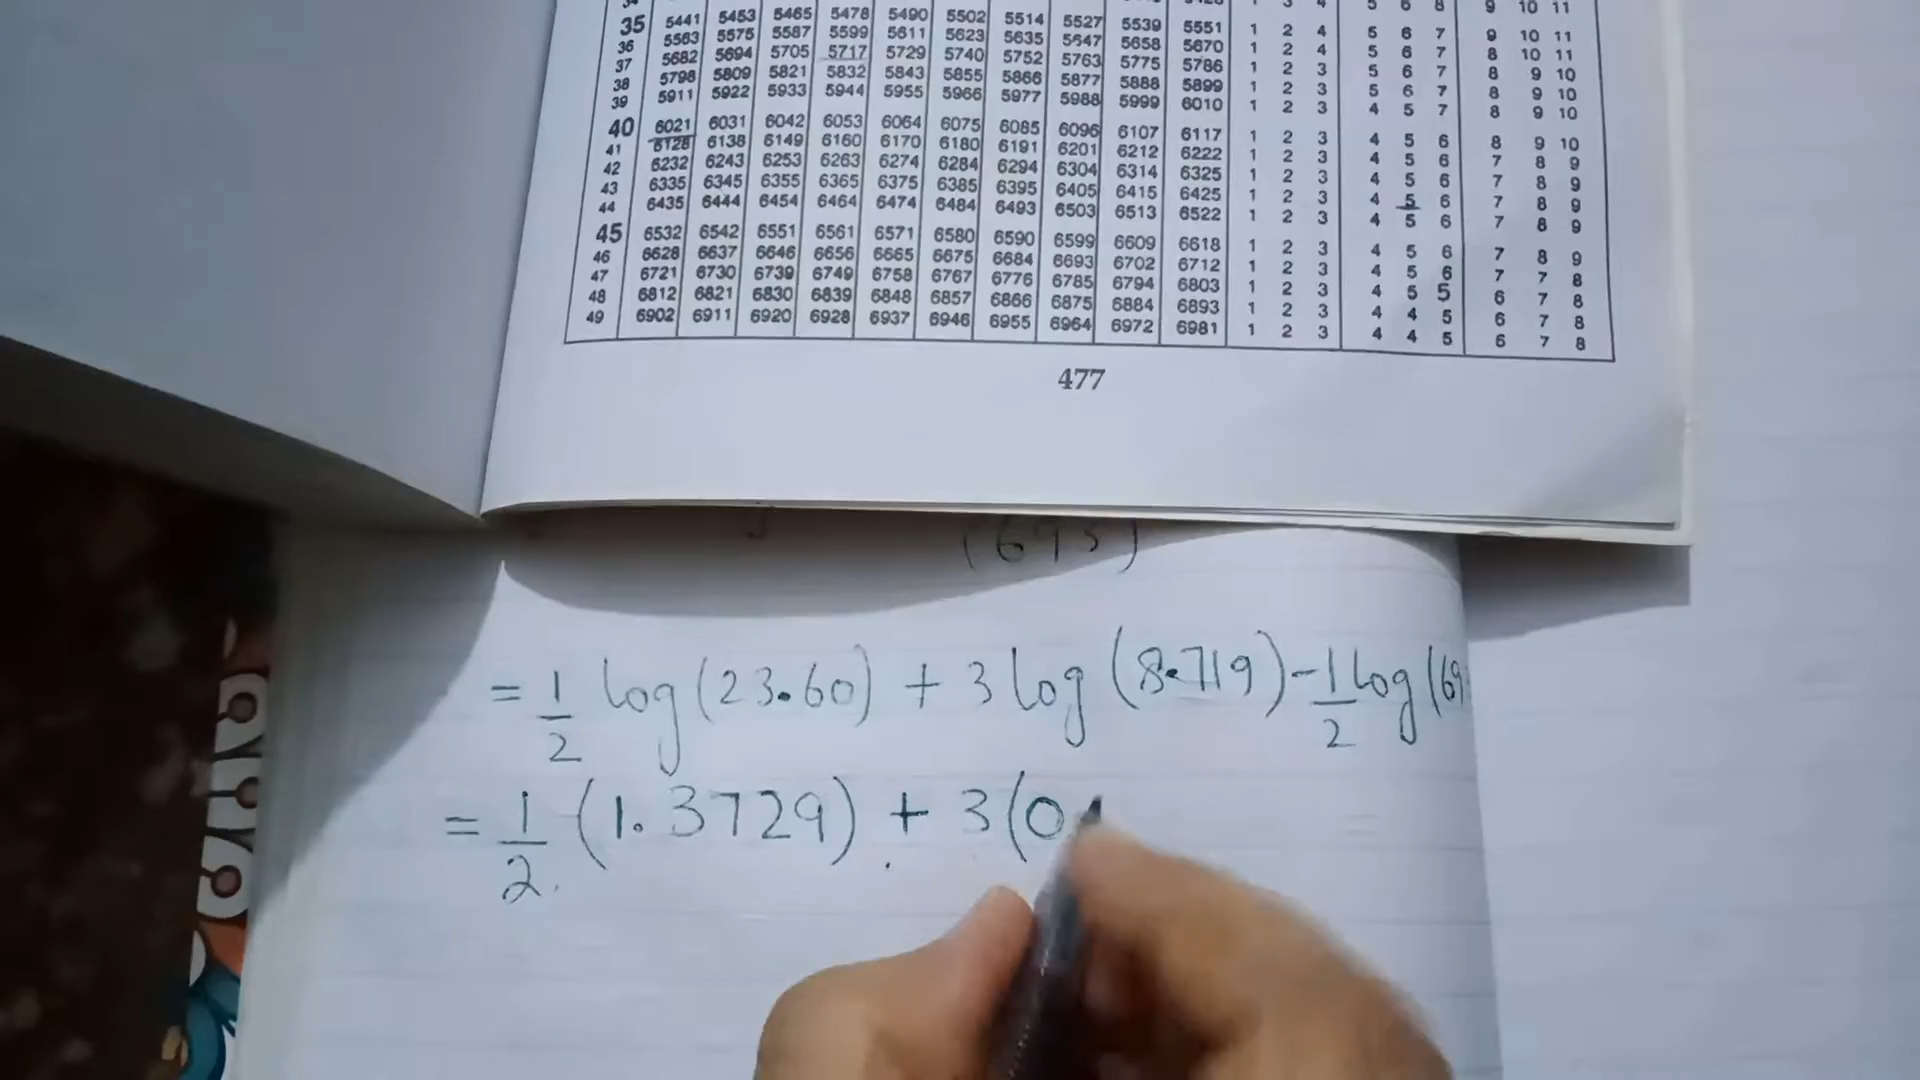 35 5441 5453 5465 5478 5490 5502 5514 5527 5539 5551 1 2 4 5 6 7 9 10 11
36 5563 5575 5587 5599 5611 5623 5635 5647 5658 5670 1 2 4 5 6 7 8 10 11
37 5682 5694 5705 5717 5729 5740 5752 5763 5775 5786 1 2 3 5 6 7 8 9 10
38 5798 5809 5821 5832 5843 5855 5866 5877 5888 5899 1 2 3 5 6 7 8 9 10
39 5911 5922 5933 5944 5955 5966 5977 5988 5999 6010 1 2 3 4 5 7 8 9 10
40 6021 6031 6042 6053 6064 6075 6085 6096 6107 6117 1 2 3 4 5 6 8 9 10
41 6128 6138 6149 6160 6170 6180 6191 6201 6212 6222 1 2 3 4 5 6 7 8 9
42 6232 6243 6253 6263 6274 6284 6294 6304 6314 6325 1 2 3 4 5 6 7 8 9
43 6335 6345 6355 6365 6375 6385 6395 6405 6415 6425 1 2 3 4 5 6 7 8 9
44 6435 6444 6454 6464 6474 6484 6493 6503 6513 6522 1 2 3 4 5 6 7 8 9
45 6532 6542 6551 6561 6571 6580 6590 6599 6609 6618 1 2 3 4 5 6 7 8 9
46 6628 6637 6646 6656 6665 6675 6684 6693 6702 6712 1 2 3 4 5 6 7 7 8
47 6721 6730 6739 6749 6758 6767 6776 6785 6794 6803 1 2 3 4 5 5 6 7 8
48 6812 6821 6830 6839 6848 6857 6866 6875 6884 6893 1 2 3 4 4 5 6 7 8
49 6902 6911 6920 6928 6937 6946 6955 6964 6972 6981 1 2 3 4 4 5 6 7 8
477
(695)
= 1/2 log(23.60) + 3 log(8.719) - 1/2 log(69
= 1/2 (1.3729) + 3(0